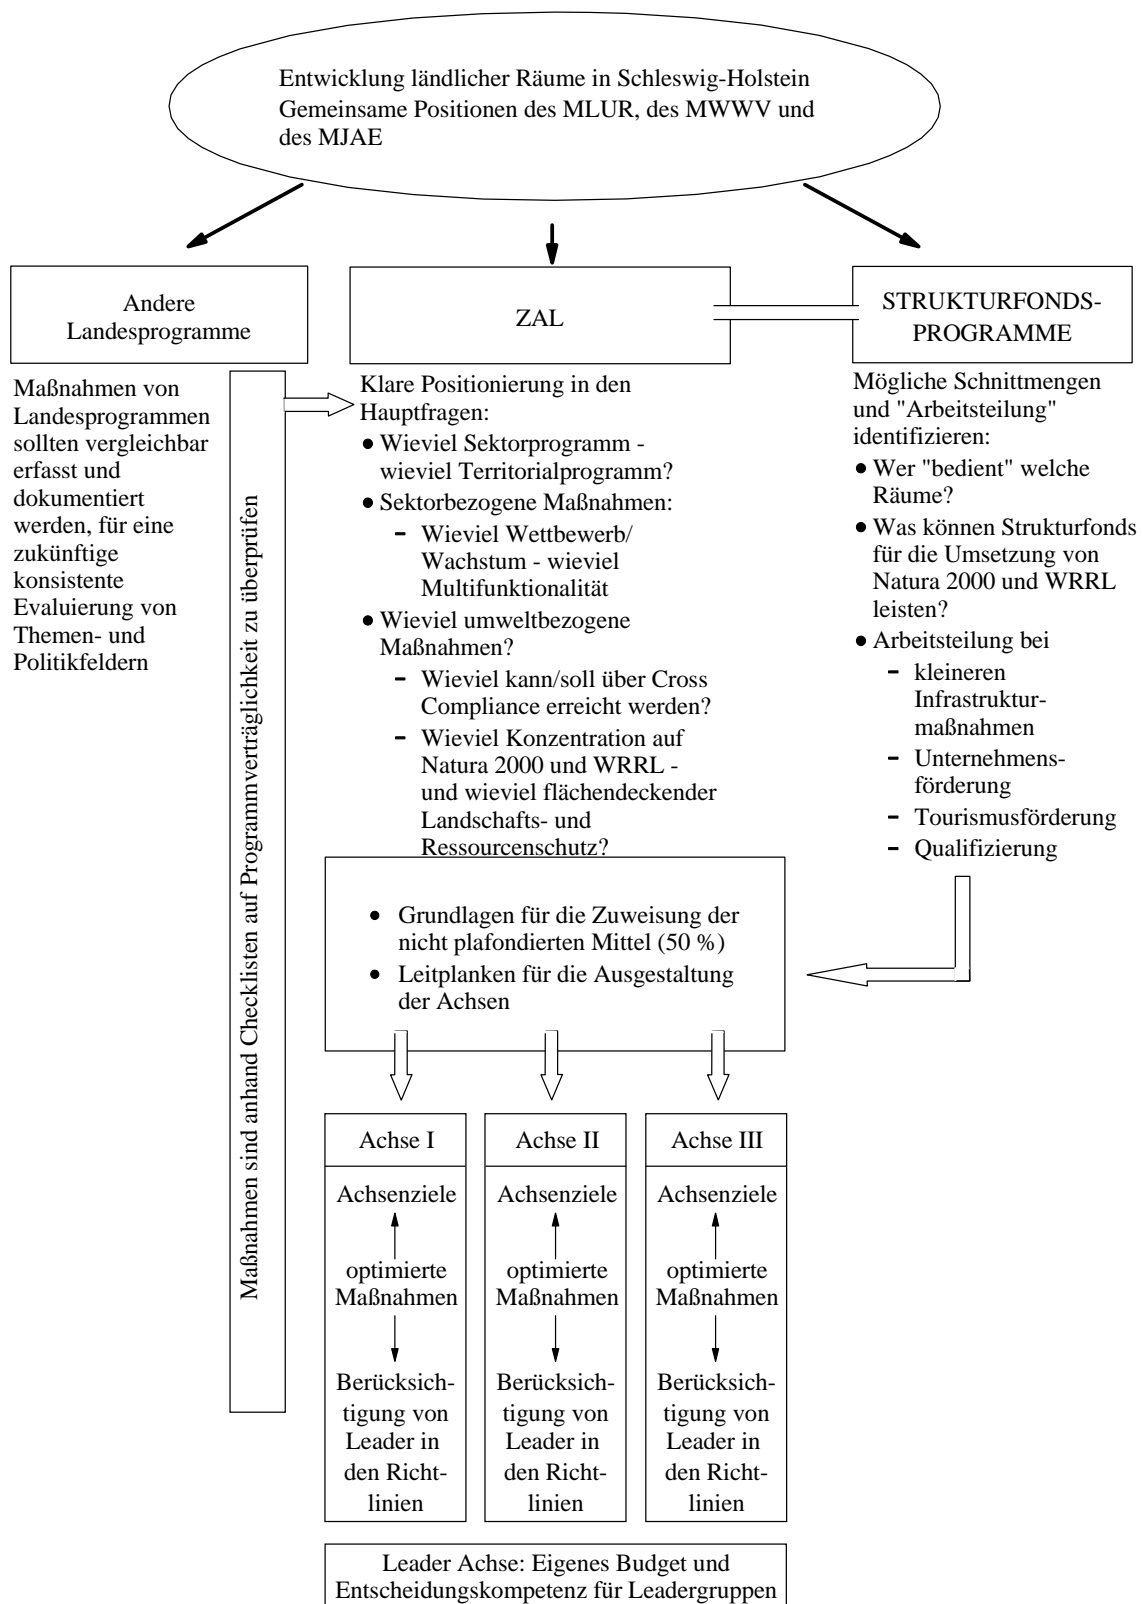 Entwicklung ländlicher Räume in Schleswig-Holstein
Gemeinsame Positionen des MLUR, des MWWV und
des MJAE
Andere
Landesprogramme
Maßnahmen von
Landesprogrammen
sollten vergleichbar
erfasst und
dokumentiert
werden, für eine
zukünftige
konsistente
Evaluierung von
Themen- und
Politikfeldern
Maßnahmen sind anhand Checklisten auf Programmverträglichkeit zu überprüfen
ZAL
Klare Positionierung in den
Hauptfragen:
● Wieviel Sektorprogramm -
wieviel Territorialprogramm?
● Sektorbezogene Maßnahmen:
– Wieviel Wettbewerb/
Wachstum - wieviel
Multifunktionalität
● Wieviel umweltbezogene
Maßnahmen?
– Wieviel kann/soll über Cross
Compliance erreicht werden?
– Wieviel Konzentration auf
Natura 2000 und WRRL -
und wieviel flächendeckender
Landschafts- und
Ressourcenschutz?
STRUKTURFONDS-
PROGRAMME
Mögliche Schnittmengen
und "Arbeitsteilung"
identifizieren:
● Wer "bedient" welche
Räume?
● Was können Strukturfonds
für die Umsetzung von
Natura 2000 und WRRL
leisten?
● Arbeitsteilung bei
– kleineren
Infrastruktur-
maßnahmen
– Unternehmens-
förderung
– Tourismusförderung
– Qualifizierung
● Grundlagen für die Zuweisung der
nicht plafondierten Mittel (50 %)
● Leitplanken für die Ausgestaltung
der Achsen
Achse I
Achsenziele
optimierte
Maßnahmen
Berücksich-
tigung von
Leader in
den Richt-
linien
Achse II
Achsenziele
optimierte
Maßnahmen
Berücksich-
tigung von
Leader in
den Richt-
linien
Achse III
Achsenziele
optimierte
Maßnahmen
Berücksich-
tigung von
Leader in
den Richt-
linien
Leader Achse: Eigenes Budget und
Entscheidungskompetenz für Leadergruppen